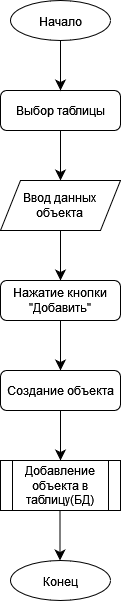 Начало
Выбор таблицы
Ввод данных
объекта
Нажатие кнопки
"Добавить"
Создание объекта
Добавление
объекта в
таблицу(БД)
Конец